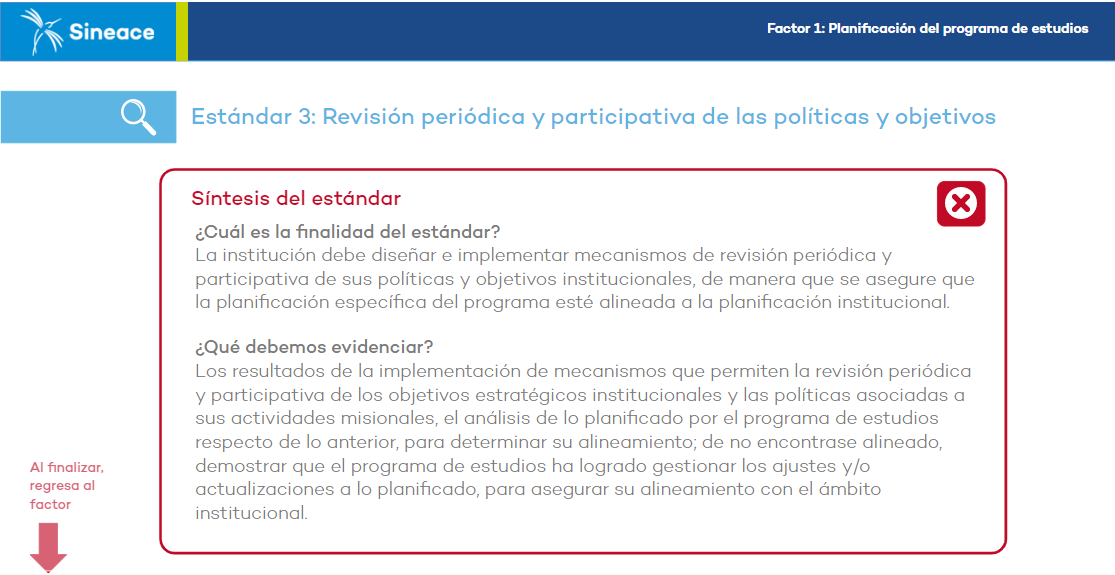 Sineace
Factor 1: Planificación del programa de estudios
Estándar 3: Revisión periódica y participativa de las políticas y objetivos
Síntesis del estándar
¿Cuál es la finalidad del estándar?
La institución debe diseñar e implementar mecanismos de revisión periódica y
participativa de sus políticas y objetivos institucionales, de manera que se asegure que
la planificación específica del programa esté alineada a la planificación institucional.
¿Qué debemos evidenciar?
Los resultados de la implementación de mecanismos que permiten la revisión periódica
y participativa de los objetivos estratégicos institucionales y las políticas asociadas a
sus actividades misionales, el análisis de lo planificado por el programa de estudios
respecto de lo anterior, para determinar su alineamiento; de no encontrase alineado,
demostrar que el programa de estudios ha logrado gestionar los ajustes y/o
actualizaciones a lo planificado, para asegurar su alineamiento con el ámbito
institucional.
Al finalizar,
regresa al
factor